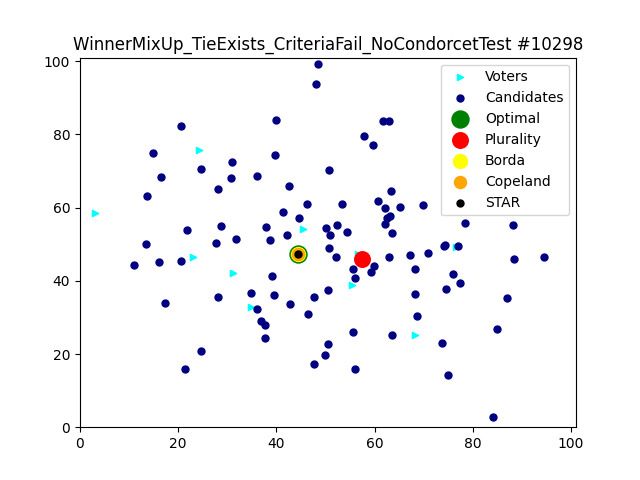 WinnerMixUp_TieExists_CriteriaFail_NoCondorcetTest #10298
Voters
Candidates
Optimal
Plurality
Borda
Copeland
STAR
100
80
60
40
20
0
0 20 40 60 80 100